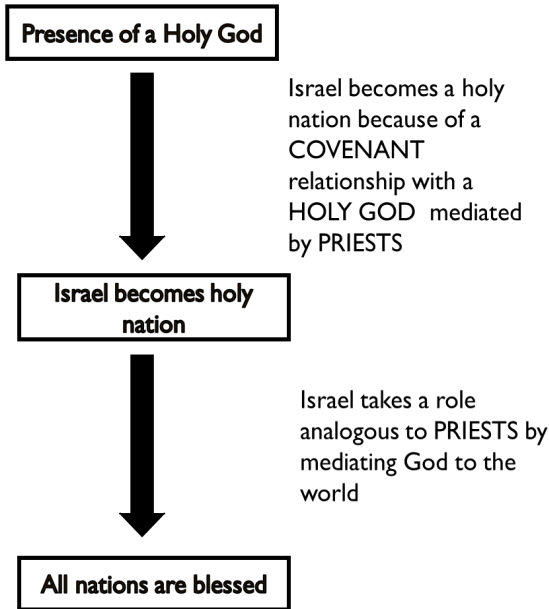 Presence of a Holy God
Israel becomes a holy
nation because of a
COVENANT
relationship with a
HOLY GOD mediated
by PRIESTS
Israel becomes holy
nation
Israel takes a role
analogous to PRIESTS by
mediating God to the
world
All nations are blessed